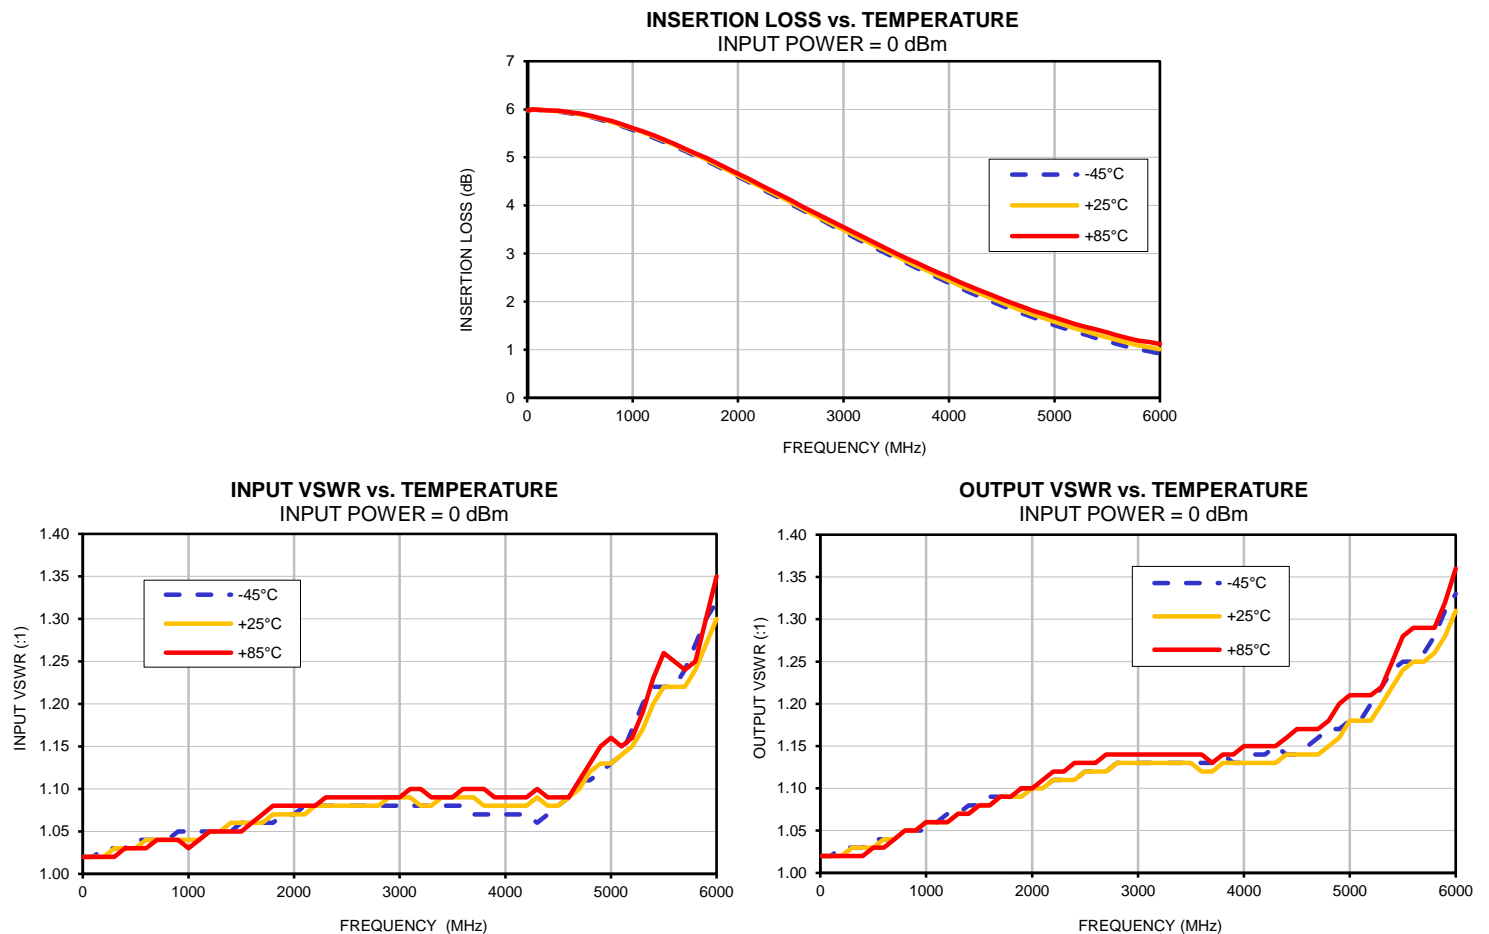 INSERTION LOSS vs. TEMPERATURE
INPUT POWER = 0 dBm
7
6
5
4
3
2
1
0
INSERTION LOSS (dB)
-45°C
+25°C
+85°C
0 1000 2000 3000 4000 5000 6000
FREQUENCY (MHz)
INPUT VSWR vs. TEMPERATURE
INPUT POWER = 0 dBm
1.40
1.35
1.30
1.25
1.20
1.15
1.10
1.05
1.00
INPUT VSWR (:1)
-45°C
+25°C
+85°C
0 1000 2000 3000 4000 5000 6000
FREQUENCY (MHz)
OUTPUT VSWR vs. TEMPERATURE
INPUT POWER = 0 dBm
1.40
1.35
1.30
1.25
1.20
1.15
1.10
1.05
1.00
OUTPUT VSWR (:1)
-45°C
+25°C
+85°C
0 1000 2000 3000 4000 5000 6000
FREQUENCY (MHz)